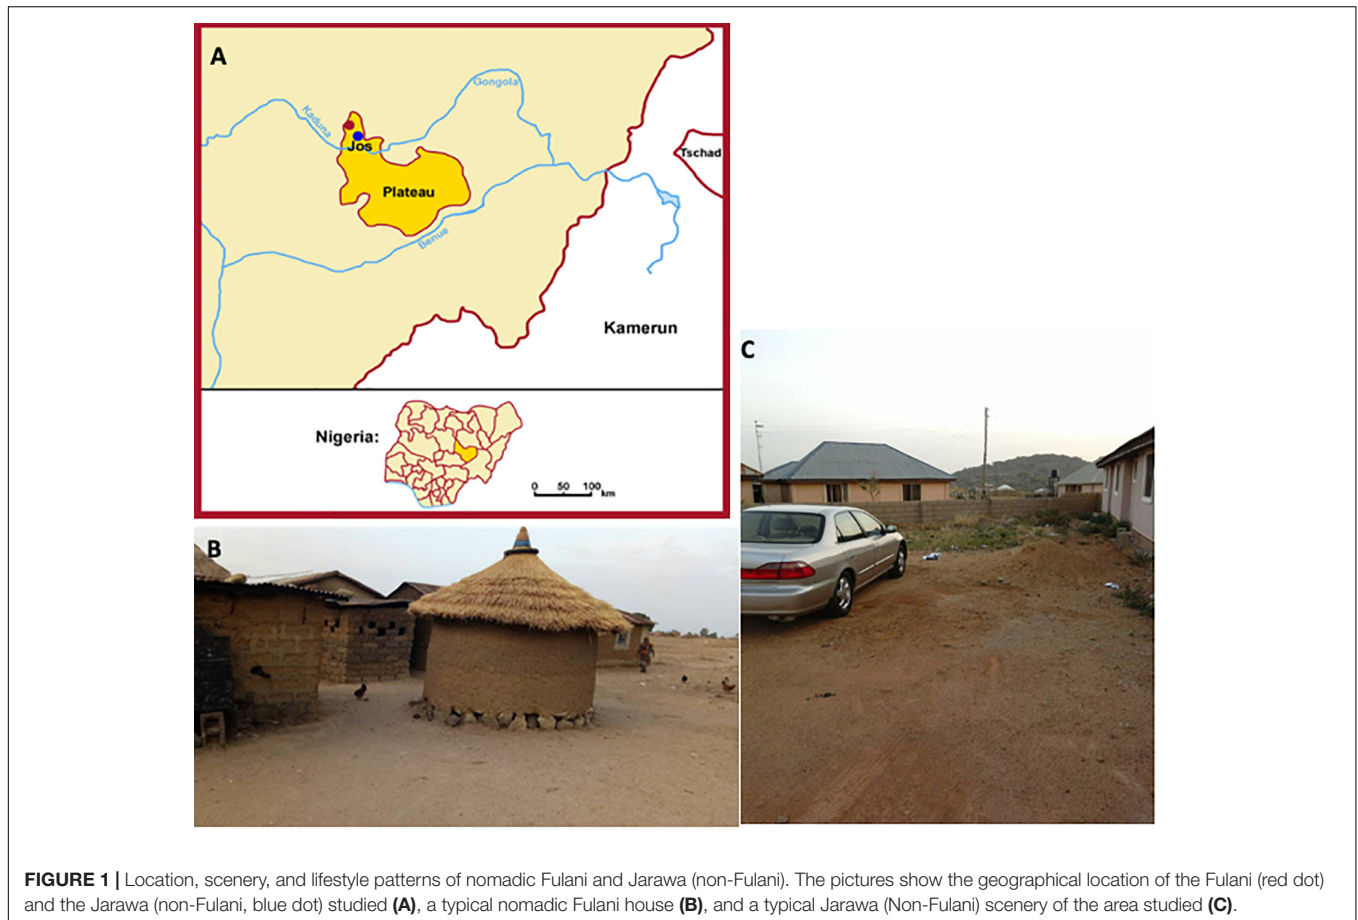 A
Gongola
Kaduna
Jos
Tschad
Plateau
Benue
Kamerun
Nigeria:
0 50 100
km
B
C
FIGURE 1 | Location, scenery, and lifestyle patterns of nomadic Fulani and Jarawa (non-Fulani). The pictures show the geographical location of the Fulani (red dot)
and the Jarawa (non-Fulani, blue dot) studied (A), a typical nomadic Fulani house (B), and a typical Jarawa (Non-Fulani) scenery of the area studied (C).